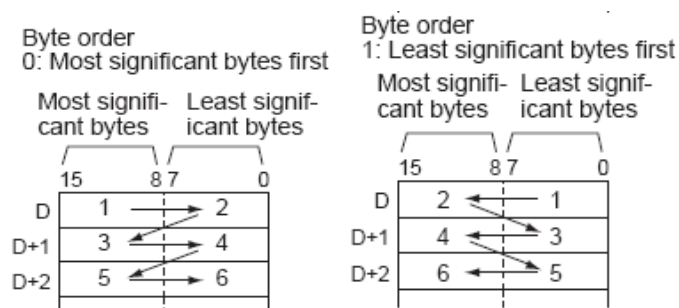 Byte order
0: Most significant bytes first
Most signifi- Least signif-
cant bytes icant bytes
15 8 7 0
D 1 2
D+1 3 4
D+2 5 6
Byte order
1: Least significant bytes first
Most signifi- Least signif-
cant bytes icant bytes
15 8 7 0
D 2 1
D+1 4 3
D+2 6 5